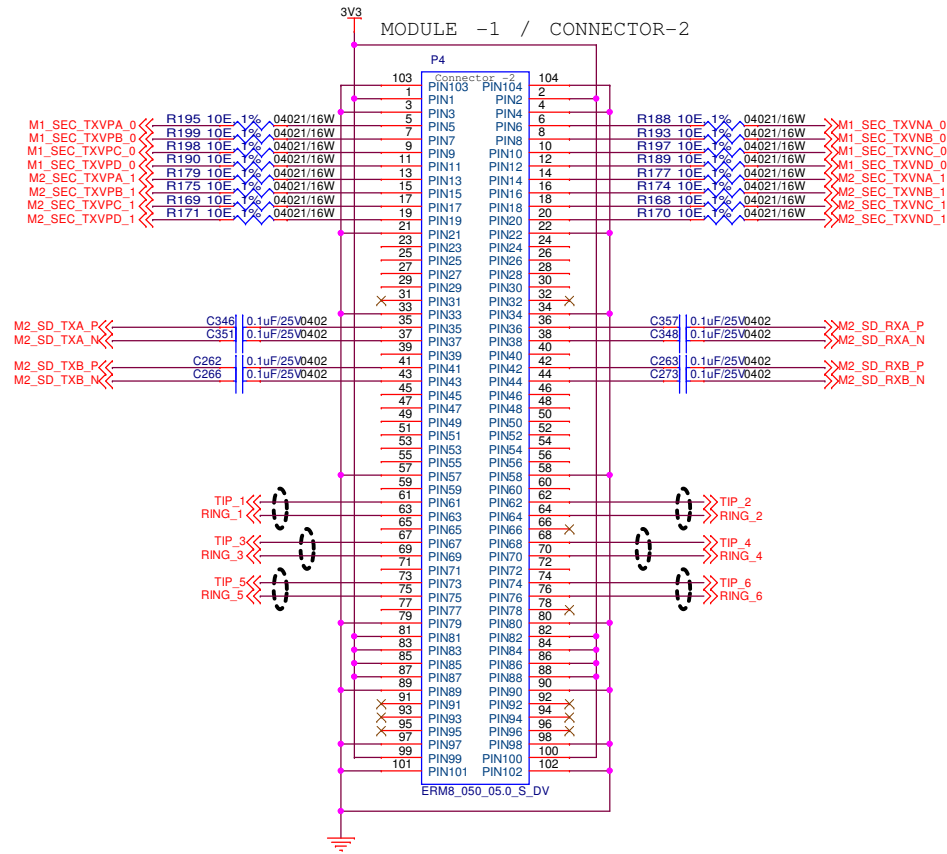 3V3
MODULE -1 / CONNECTOR-2
P4
Connector -2
103 PIN103 PIN104 104
1 PIN1 PIN2 2
3 PIN3 PIN4 4
M1_SEC_TXVPA_0 R195 10E 1% 04021/16W 5 PIN5 PIN6 6 R188 10E 1% 04021/16W M1_SEC_TXVNA_0
M1_SEC_TXVPB_0 R199 10E 1% 04021/16W 7 PIN7 PIN8 8 R193 10E 1% 04021/16W M1_SEC_TXVNB_0
M1_SEC_TXVPC_0 R198 10E 1% 04021/16W 9 PIN9 PIN10 10 R197 10E 1% 04021/16W M1_SEC_TXVNC_0
M1_SEC_TXVPD_0 R190 10E 1% 04021/16W 11 PIN11 PIN12 12 R189 10E 1% 04021/16W M1_SEC_TXVND_0
M2_SEC_TXVPA_1 R179 10E 1% 04021/16W 13 PIN13 PIN14 14 R177 10E 1% 04021/16W M2_SEC_TXVNA_1
M2_SEC_TXVPB_1 R175 10E 1% 04021/16W 15 PIN15 PIN16 16 R174 10E 1% 04021/16W M2_SEC_TXVNB_1
M2_SEC_TXVPC_1 R169 10E 1% 04021/16W 17 PIN17 PIN18 18 R168 10E 1% 04021/16W M2_SEC_TXVNC_1
M2_SEC_TXVPD_1 R171 10E 1% 04021/16W 19 PIN19 PIN20 20 R170 10E 1% 04021/16W M2_SEC_TXVND_1
21 PIN21 PIN22 22
23 PIN23 PIN24 24
25 PIN25 PIN26 26
27 PIN27 PIN28 28
29 PIN29 PIN30 30
31 PIN31 PIN32 32
33 PIN33 PIN34 34
M2_SD_TXA_P C346 0.1uF/25V0402 35 PIN35 PIN36 36 C357 0.1uF/25V0402 M2_SD_RXA_P
M2_SD_TXA_N C351 0.1uF/25V0402 37 PIN37 PIN38 38 C348 0.1uF/25V0402 M2_SD_RXA_N
39 PIN39 PIN40 40
M2_SD_TXB_P C262 0.1uF/25V0402 41 PIN41 PIN42 42 C263 0.1uF/25V0402 M2_SD_RXB_P
M2_SD_TXB_N C266 0.1uF/25V0402 43 PIN43 PIN44 44 C273 0.1uF/25V0402 M2_SD_RXB_N
45 PIN45 PIN46 46
47 PIN47 PIN48 48
49 PIN49 PIN50 50
51 PIN51 PIN52 52
53 PIN53 PIN54 54
55 PIN55 PIN56 56
57 PIN57 PIN58 58
59 PIN59 PIN60 60
TIP_1 61 PIN61 PIN62 62 TIP_2
RING_1 63 PIN63 PIN64 64 RING_2
65 PIN65 PIN66 66
TIP_3 67 PIN67 PIN68 68 TIP_4
RING_3 69 PIN69 PIN70 70 RING_4
71 PIN71 PIN72 72
TIP_5 73 PIN73 PIN74 74 TIP_6
RING_5 75 PIN75 PIN76 76 RING_6
77 PIN77 PIN78 78
79 PIN79 PIN80 80
81 PIN81 PIN82 82
83 PIN83 PIN84 84
85 PIN85 PIN86 86
87 PIN87 PIN88 88
89 PIN89 PIN90 90
91 PIN91 PIN92 92
93 PIN93 PIN94 94
95 PIN95 PIN96 96
97 PIN97 PIN98 98
99 PIN99 PIN100 100
101 PIN101 PIN102 102
ERM8_050_05.0_S_DV